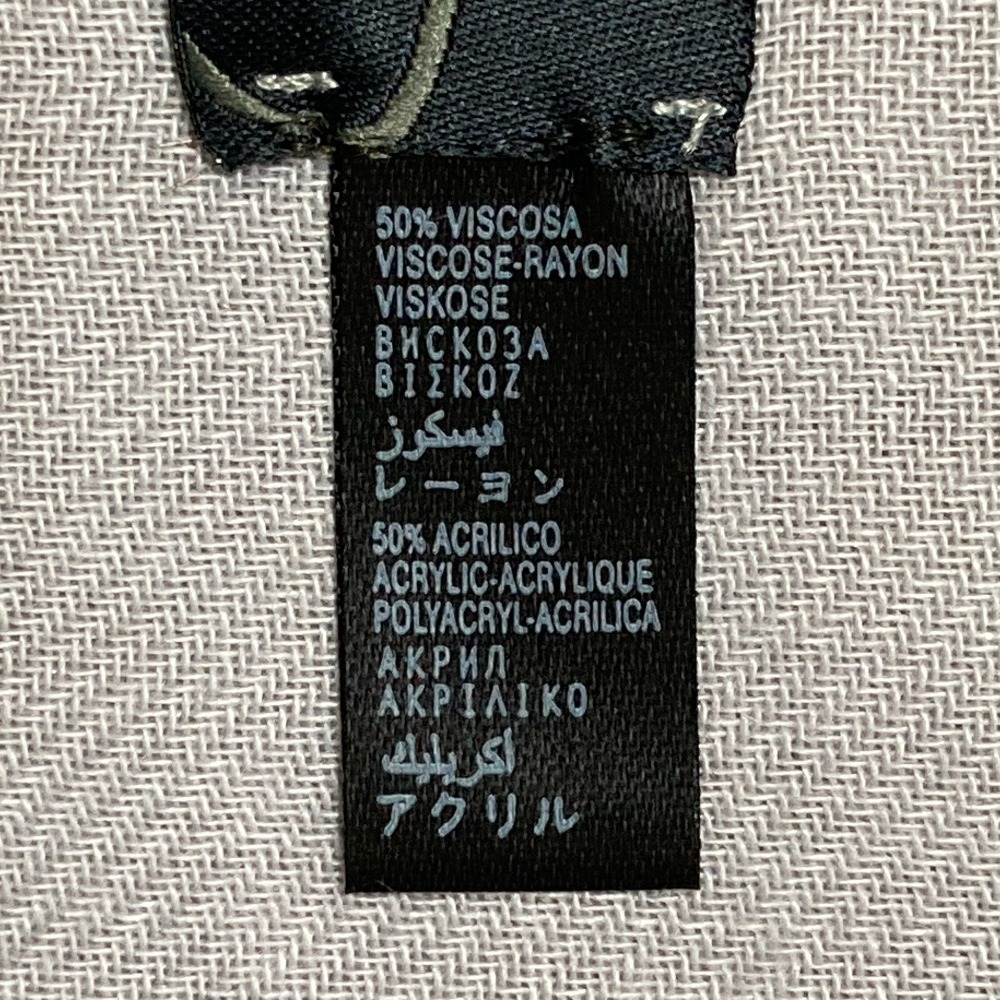 50% VISCOSA
VISCOSE-RAYON
VISKOSE
ВИСКОЗА
ΒΙΣΚΟΖ
فيسكوز
レーヨン
50% ACRILICO
ACRYLIC-ACRYLIQUE
POLYACRYL-ACRILICA
АКРИЛ
ΑΚΡΙΛΙΚΟ
أكريليك
アクリル